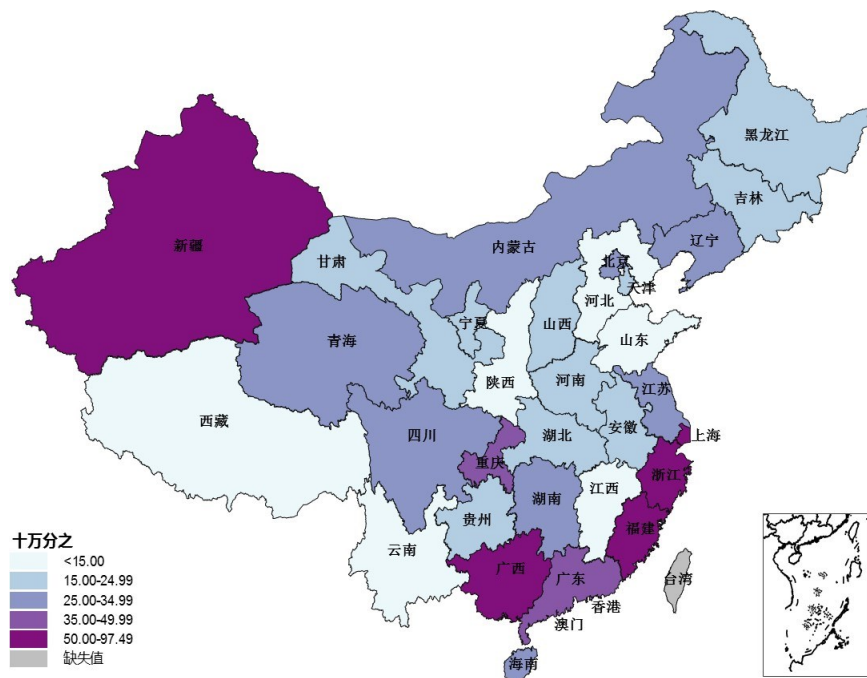 黑龙江
吉林
辽宁
内蒙古
新疆
甘肃
北京
天津
河北
宁夏
山西
山东
青海
陕西
河南
江苏
西藏
四川
安徽
上海
湖北
重庆
浙江
江西
湖南
贵州
福建
云南
广西
广东
台湾
香港
澳门
海南
十万分之
<15.00
15.00-24.99
25.00-34.99
35.00-49.99
50.00-97.49
缺失值